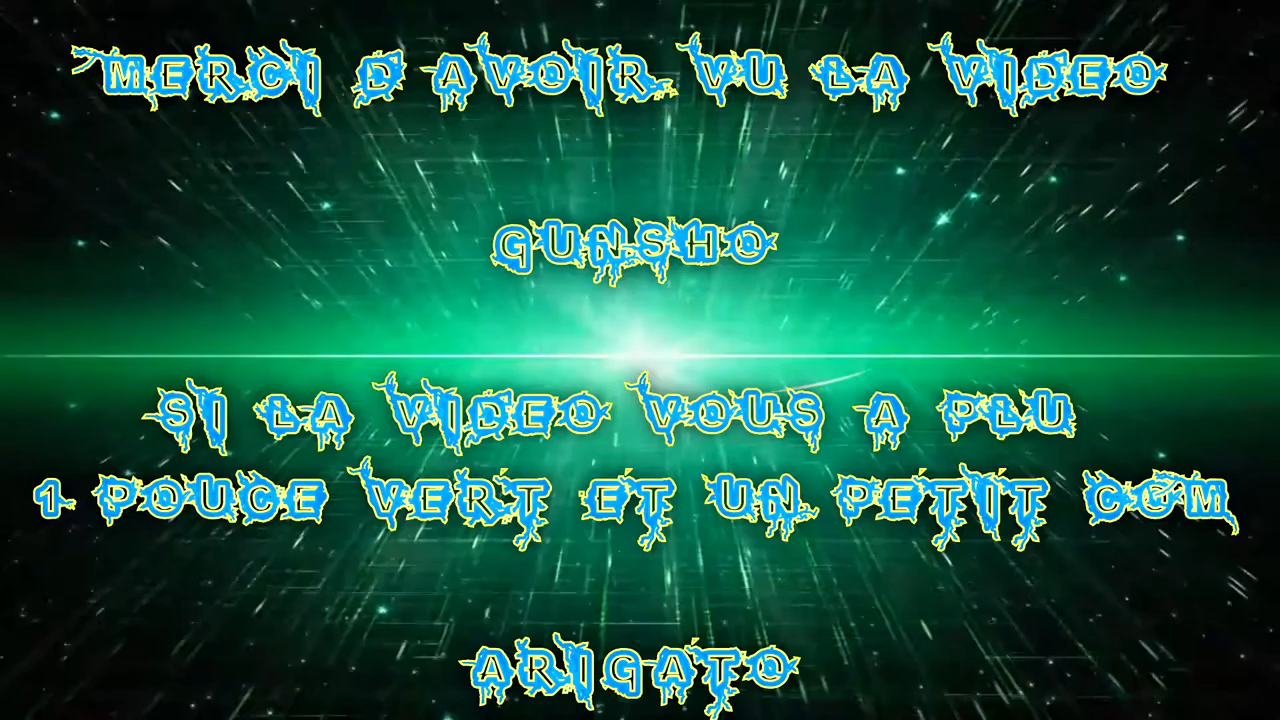 MERCI D AVOIR VU LA VIDEO
GUNSHO
SI LA VIDEO VOUS A PLU
1 POUCE VERT ET UN PETIT COM
ARIGATO